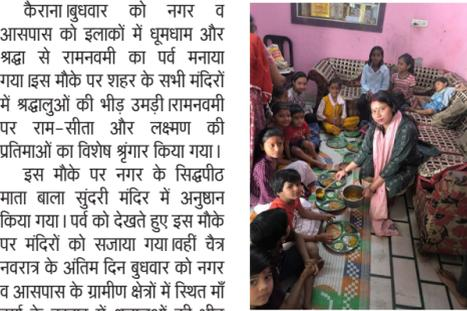 कैराना।बुधवार को नगर व
आसपास को इलाकों में धूमधाम और
श्रद्धा से रामनवमी का पर्व मनाया
गया।इस मौके पर शहर के सभी मंदिरों
में श्रद्धालुओं की भीड़ उमड़ी।रामनवमी
पर राम-सीता और लक्ष्मण की
प्रतिमाओं का विशेष श्रृंगार किया गया।
इस मौके पर नगर के सिद्धपीठ
माता बाला सुंदरी मंदिर में अनुष्ठान
किया गया। पर्व को देखते हुए इस मौके
पर मंदिरों को सजाया गया।वहीं चैत्र
नवरात्र के अंतिम दिन बुधवार को नगर
व आसपास के ग्रामीण क्षेत्रों में स्थित माँ